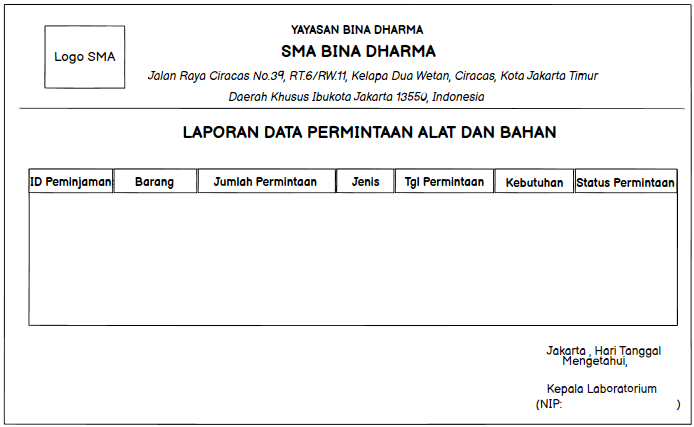 YAYASAN BINA DHARMA
Logo SMA
SMA BINA DHARMA
Jalan Raya Ciracas No.39, RT.6/RW.11, Kelapa Dua Wetan, Ciracas, Kota Jakarta Timur
Daerah Khusus Ibukota Jakarta 13550, Indonesia
LAPORAN DATA PERMINTAAN ALAT DAN BAHAN
ID Peminjaman Barang Jumlah Permintaan Jenis Tgl Permintaan Kebutuhan Status Permintaan
Jakarta , Hari Tanggal
Mengetahui,
Kepala Laboratorium
(NIP: )